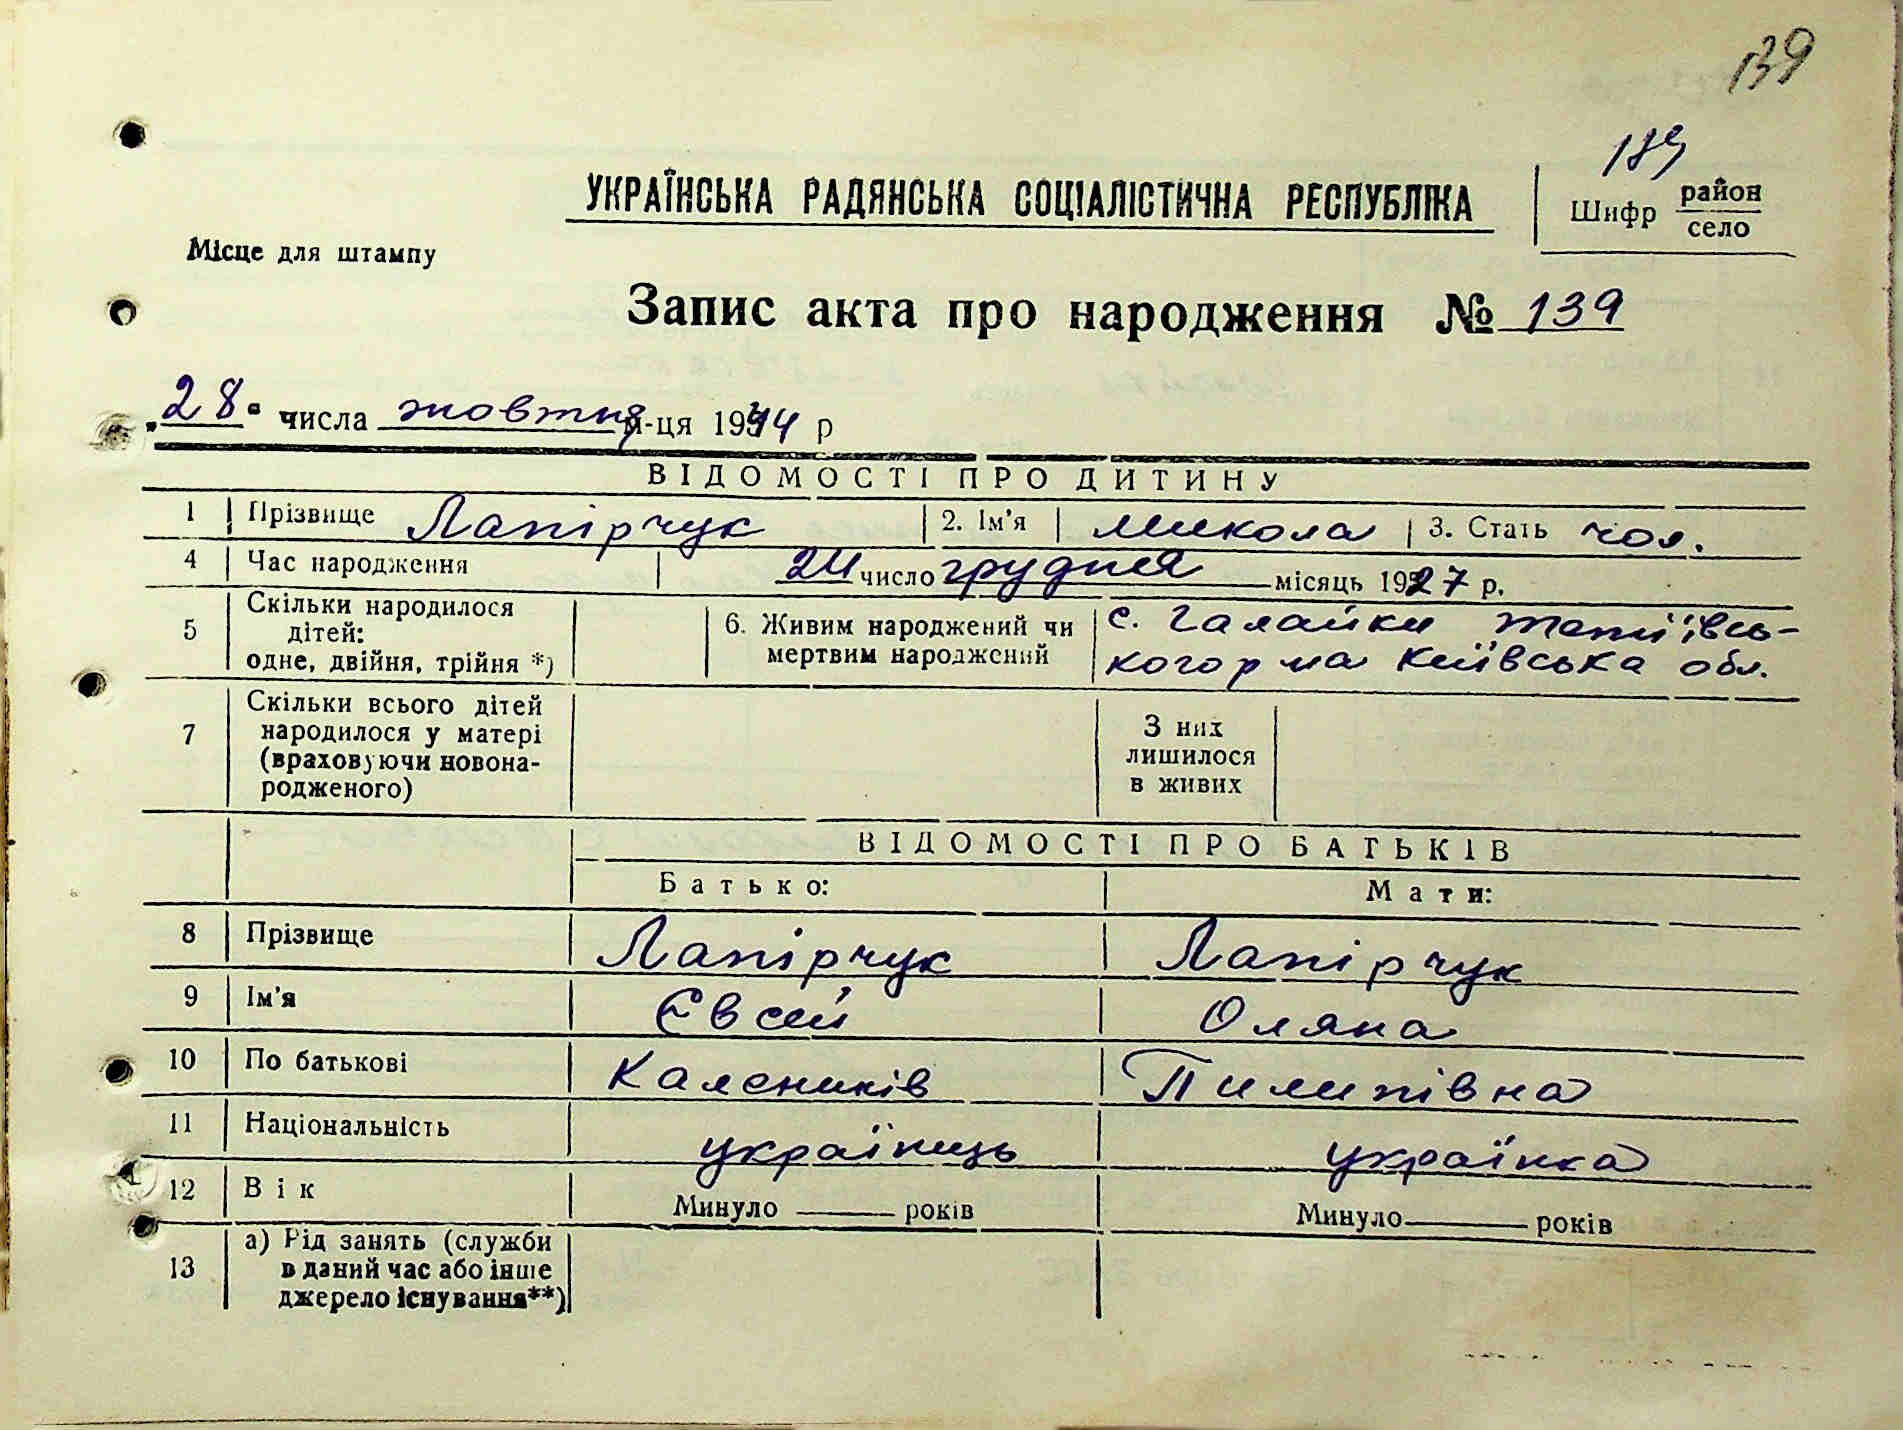 139
189
УКРАЇНСЬКА РАДЯНСЬКА СОЦІАЛІСТИЧНА РЕСПУБЛІКА
Шифр район село
Місце для штампу
Запис акта про народження № 139
28 числа жовтня м-ця 1944 р
ВІДОМОСТІ ПРО ДИТИНУ
1 Прізвище Лапірчук 2. Ім'я Микола 3. Стать чол.
4 Час народження 24 число грудня місяць 1927 р.
5 Скільки народилося дітей: одне, двійня, трійня *)
6. Живим народжений чи мертвим народжений
с. Галайки Тетіївсь-
кого р на Київська обл.
7 Скільки всього дітей народилося у матері (враховуючи новона-родженого)
З них лишилося в живих
ВІДОМОСТІ ПРО БАТЬКІВ
Батько: Мати:
8 Прізвище Лапірчук Лапірчук
9 Ім'я Євсей Оляна
10 По батькові Калеників Пилипівна
11 Національність українець українка
12 Вік Минуло років Минуло років
13 а) Рід занять (служби в даний час або інше джерело існування**)